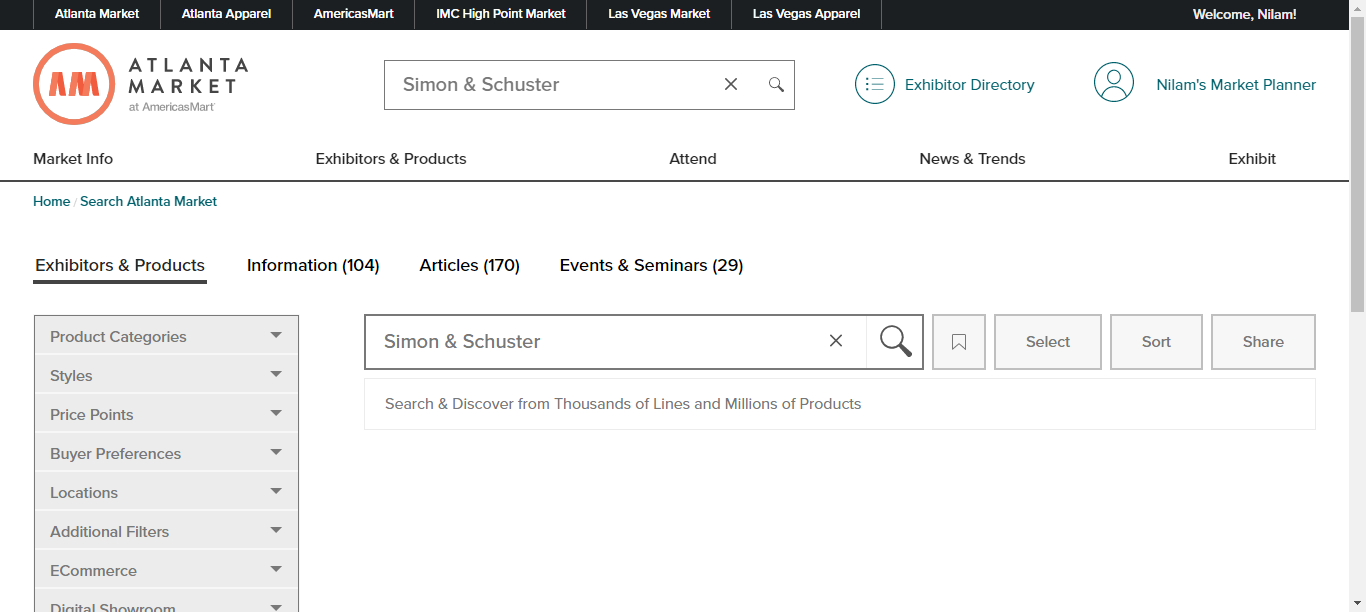 Atlanta Market Atlanta Apparel AmericasMart IMC High Point Market Las Vegas Market Las Vegas Apparel Welcome, Nilam!
AM ATLANTA
MARKET
at AmericasMart
Simon & Schuster
Exhibitor Directory
Nilam's Market Planner
Market Info Exhibitors & Products Attend News & Trends Exhibit
Home / Search Atlanta Market
Exhibitors & Products Information (104) Articles (170) Events & Seminars (29)
Product Categories
Styles
Price Points
Buyer Preferences
Locations
Additional Filters
ECommerce
Digital Showroom
Simon & Schuster
Select Sort Share
Search & Discover from Thousands of Lines and Millions of Products